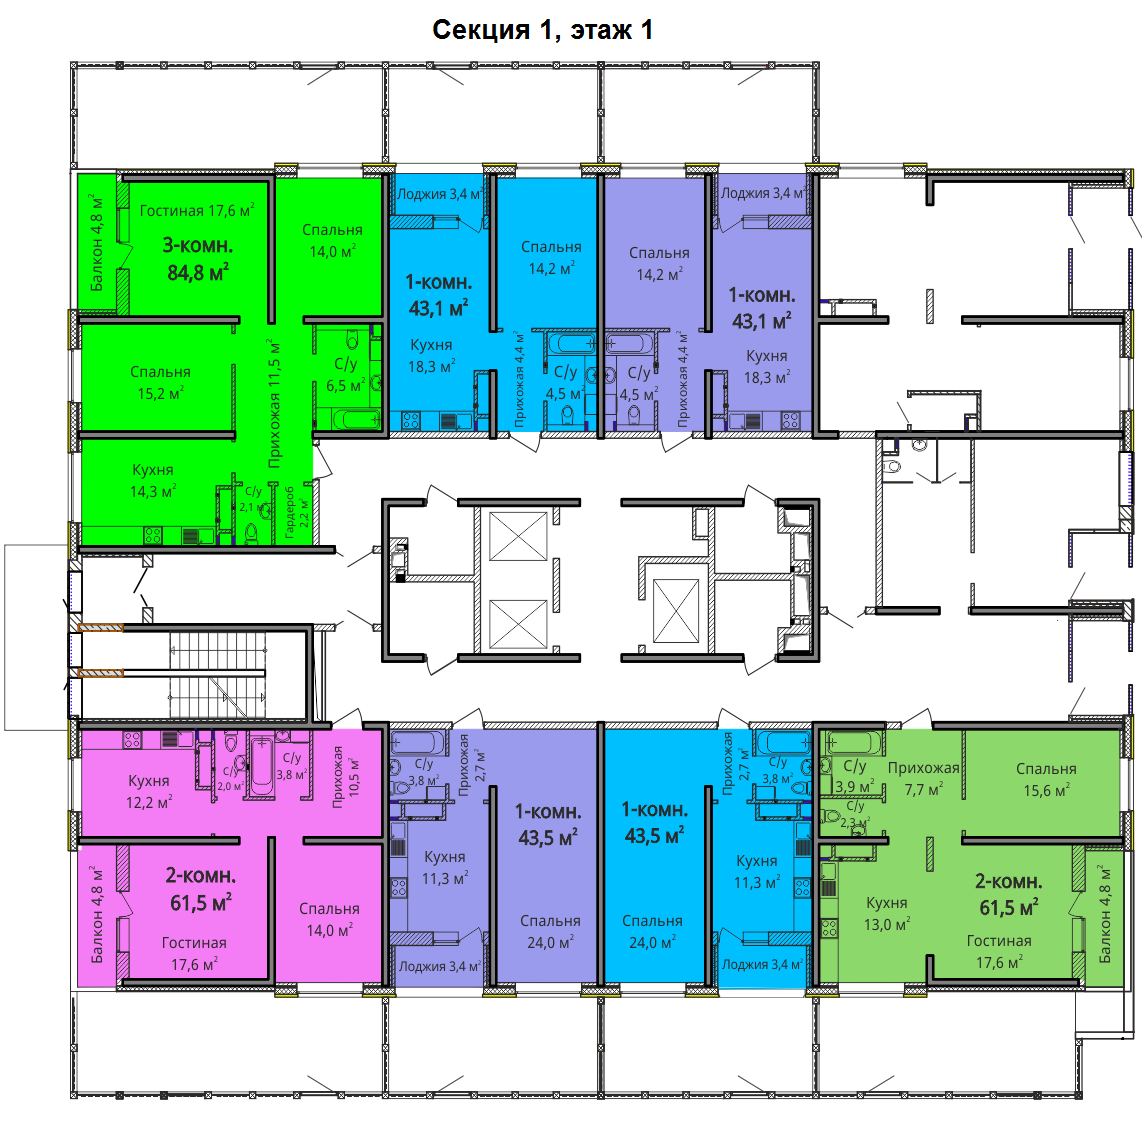 Секция 1, этаж 1
Балкон 4,8 м²
Гостиная 17,6 м²
3-комн.
84,8 м²
Спальня
14,0 м²
Спальня
15,2 м²
Прихожая 11,5 м²
С/у
6,5 м²
Кухня
14,3 м²
С/у
2,1 м²
Гардероб
2,2 м²
Лоджия 3,4 м²
1-комн.
43,1 м²
Кухня
18,3 м²
Спальня
14,2 м²
Прихожая 4,4 м²
С/у
4,5 м²
Спальня
14,2 м²
С/у
4,5 м²
Прихожая 4,4 м²
Лоджия 3,4 м²
1-комн.
43,1 м²
Кухня
18,3 м²
Кухня
12,2 м²
С/у
2,0 м²
С/у
3,8 м²
Прихожая
10,5 м²
Балкон 4,8 м²
2-комн.
61,5 м²
Гостиная
17,6 м²
Спальня
14,0 м²
С/у
3,8 м²
Прихожая
2,7 м²
Кухня
11,3 м²
1-комн.
43,5 м²
Спальня
24,0 м²
Лоджия 3,4 м²
1-комн.
43,5 м²
Спальня
24,0 м²
Прихожая
2,7 м²
С/у
3,8 м²
Кухня
11,3 м²
Лоджия 3,4 м²
С/у
3,9 м²
С/у
2,3 м²
Прихожая
7,7 м²
Спальня
15,6 м²
Кухня
13,0 м²
2-комн.
61,5 м²
Гостиная
17,6 м²
Балкон 4,8 м²